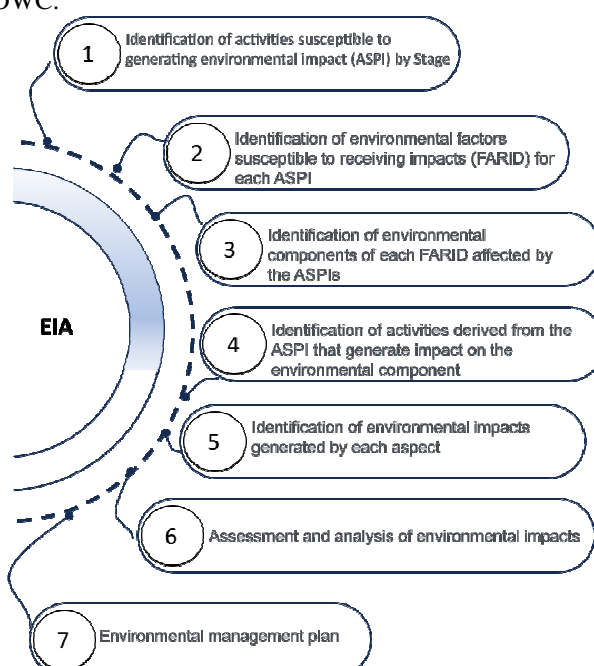 1
Identification of activities susceptible to
generating environmental impact (ASPI) by Stage
2
Identification of environmental factors
susceptible to receiving impacts (FARID) for
each ASPI
3
Identification of environmental
components of each FARID affected by
the ASPIs
EIA
4
Identification of activities derived from the
ASPI that generate impact on the
environmental component
5
Identification of environmental impacts
generated by each aspect
6
Assessment and analysis of environmental impacts
7
Environmental management plan